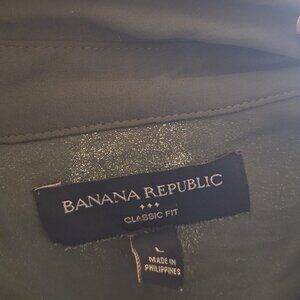 BANANA REPUBLIC
CLASSIC FIT
L
MADE IN
PHILIPPINES